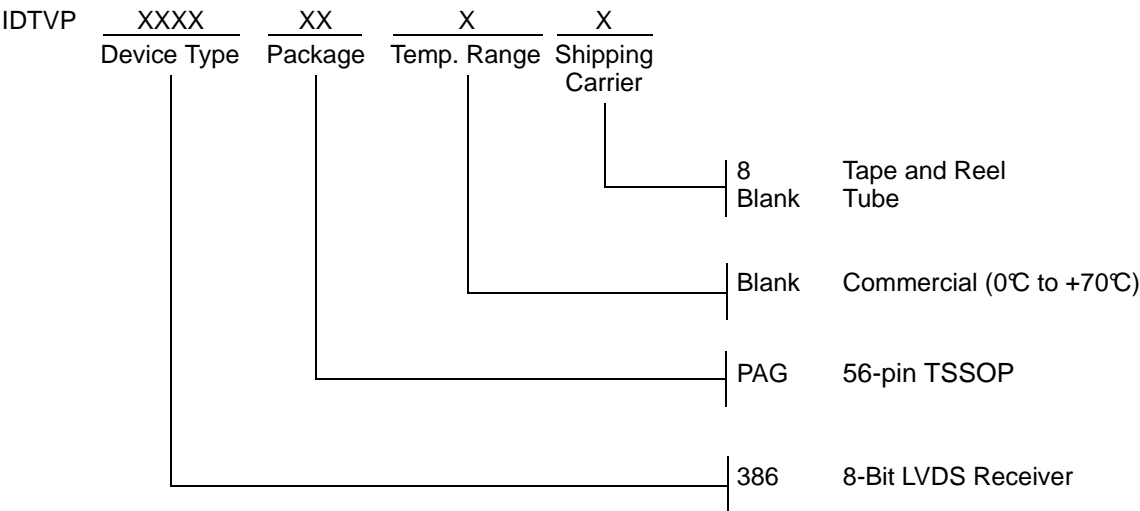 IDTVP XXXX XX X X
Device Type Package Temp. Range Shipping
Carrier
8 Tape and Reel
Blank Tube
Blank Commercial (0°C to +70°C)
PAG 56-pin TSSOP
386 8-Bit LVDS Receiver